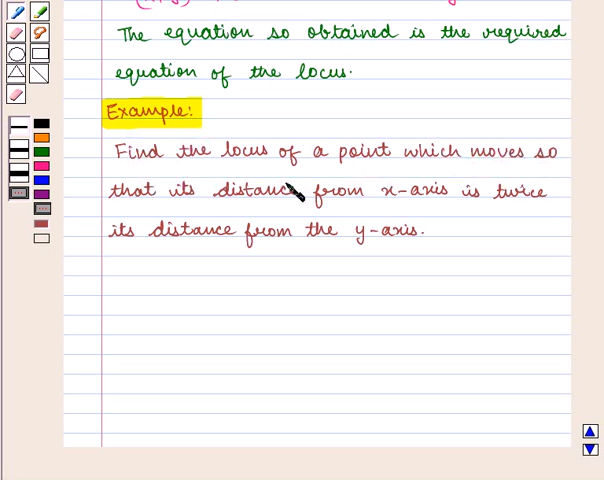 The equation so obtained is the required
equation of the locus.
Example:
Find the locus of a point which moves so
that its distance from x-axis is twice
its distance from the y-axis.